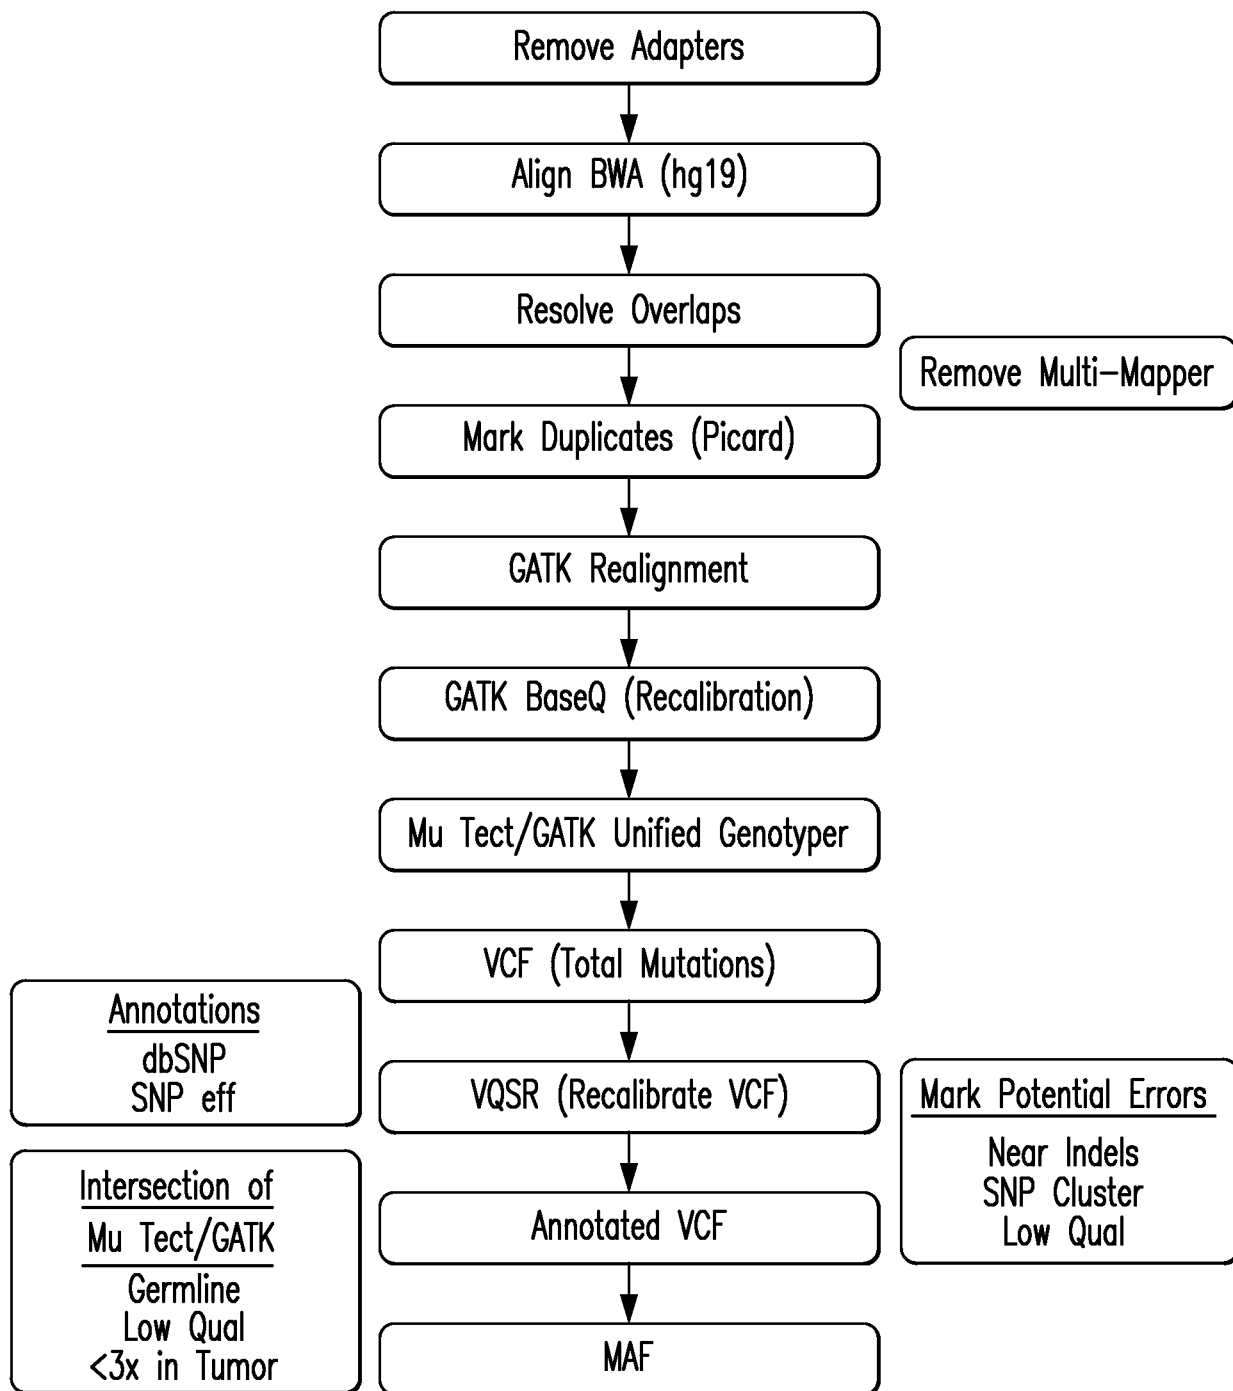 Remove Adapters
Align BWA (hg19)
Resolve Overlaps
Remove Multi-Mapper
Mark Duplicates (Picard)
GATK Realignment
GATK BaseQ (Recalibration)
Mu Tect/GATK Unified Genotyper
VCF (Total Mutations)
Annotations
dbSNP
SNP eff
VQSR (Recalibrate VCF)
Mark Potential Errors
Near Indels
SNP Cluster
Low Qual
Intersection of
Mu Tect/GATK
Germline
Low Qual
<3x in Tumor
Annotated VCF
MAF